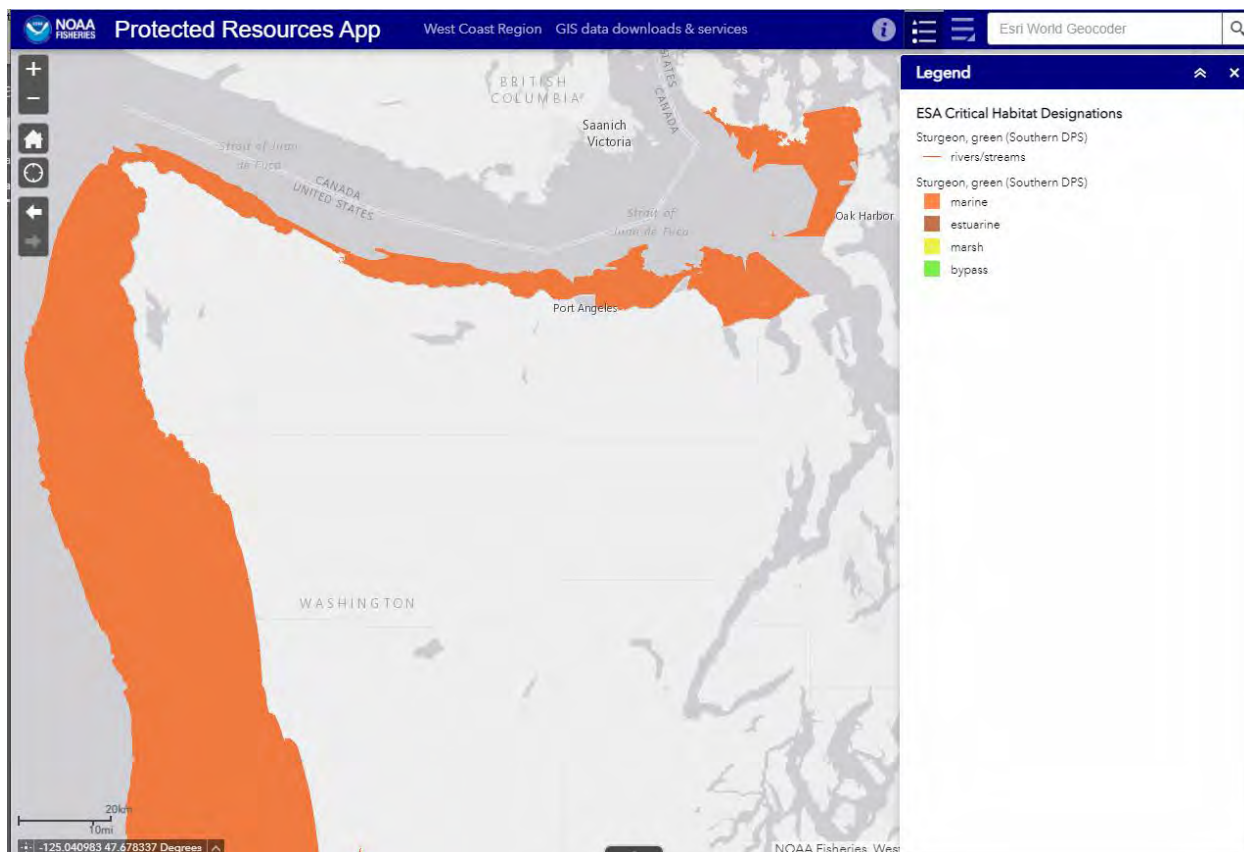 NOAA
FISHERIES
Protected Resources App
West Coast Region GIS data downloads & services
Esri World Geocoder
Legend
ESA Critical Habitat Designations
Sturgeon, green (Southern DPS)
rivers/streams
Sturgeon, green (Southern DPS)
marine
estuarine
marsh
bypass
BRITISH
COLUMBIA
STATES
CANADA
Saanich
Victoria
Strait of Juan
de Fuca
CANADA
UNITED STATES
Strait of
Juan de Fuca
Oak Harbor
Port Angeles
WASHINGTON
20km
10mi
-125.040983 47.678337 Degrees
NOAA Fisheries, West